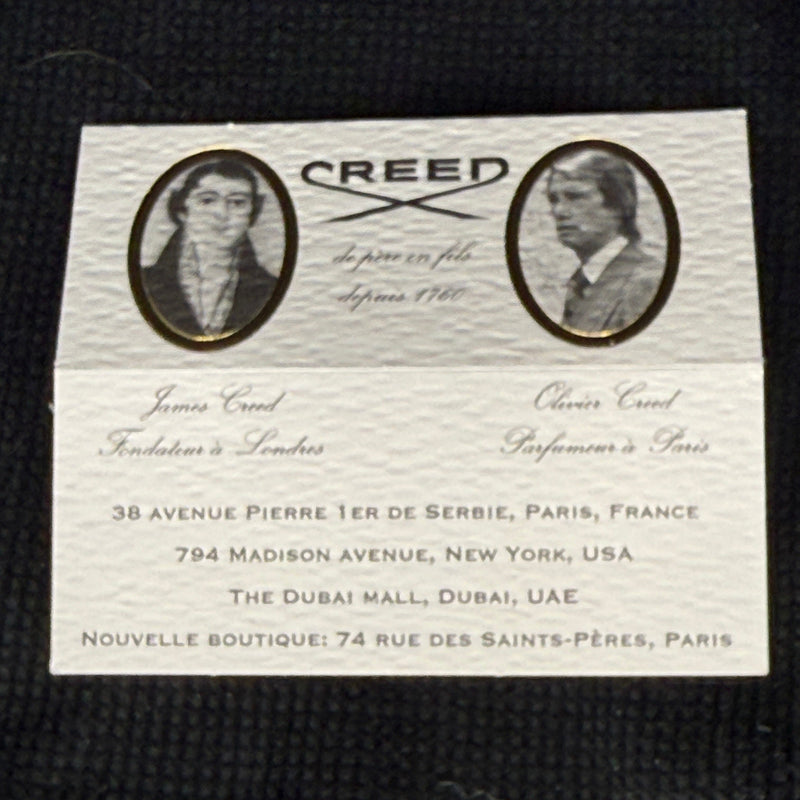 CREED
de père en fils
depuis 1760
James Creed
Fondateur à Londres
Olivier Creed
Parfumeur à Paris
38 AVENUE PIERRE 1ER DE SERBIE, PARIS, FRANCE
794 MADISON AVENUE, NEW YORK, USA
THE DUBAI MALL, DUBAI, UAE
NOUVELLE BOUTIQUE: 74 RUE DES SAINTS-PÈRES, PARIS